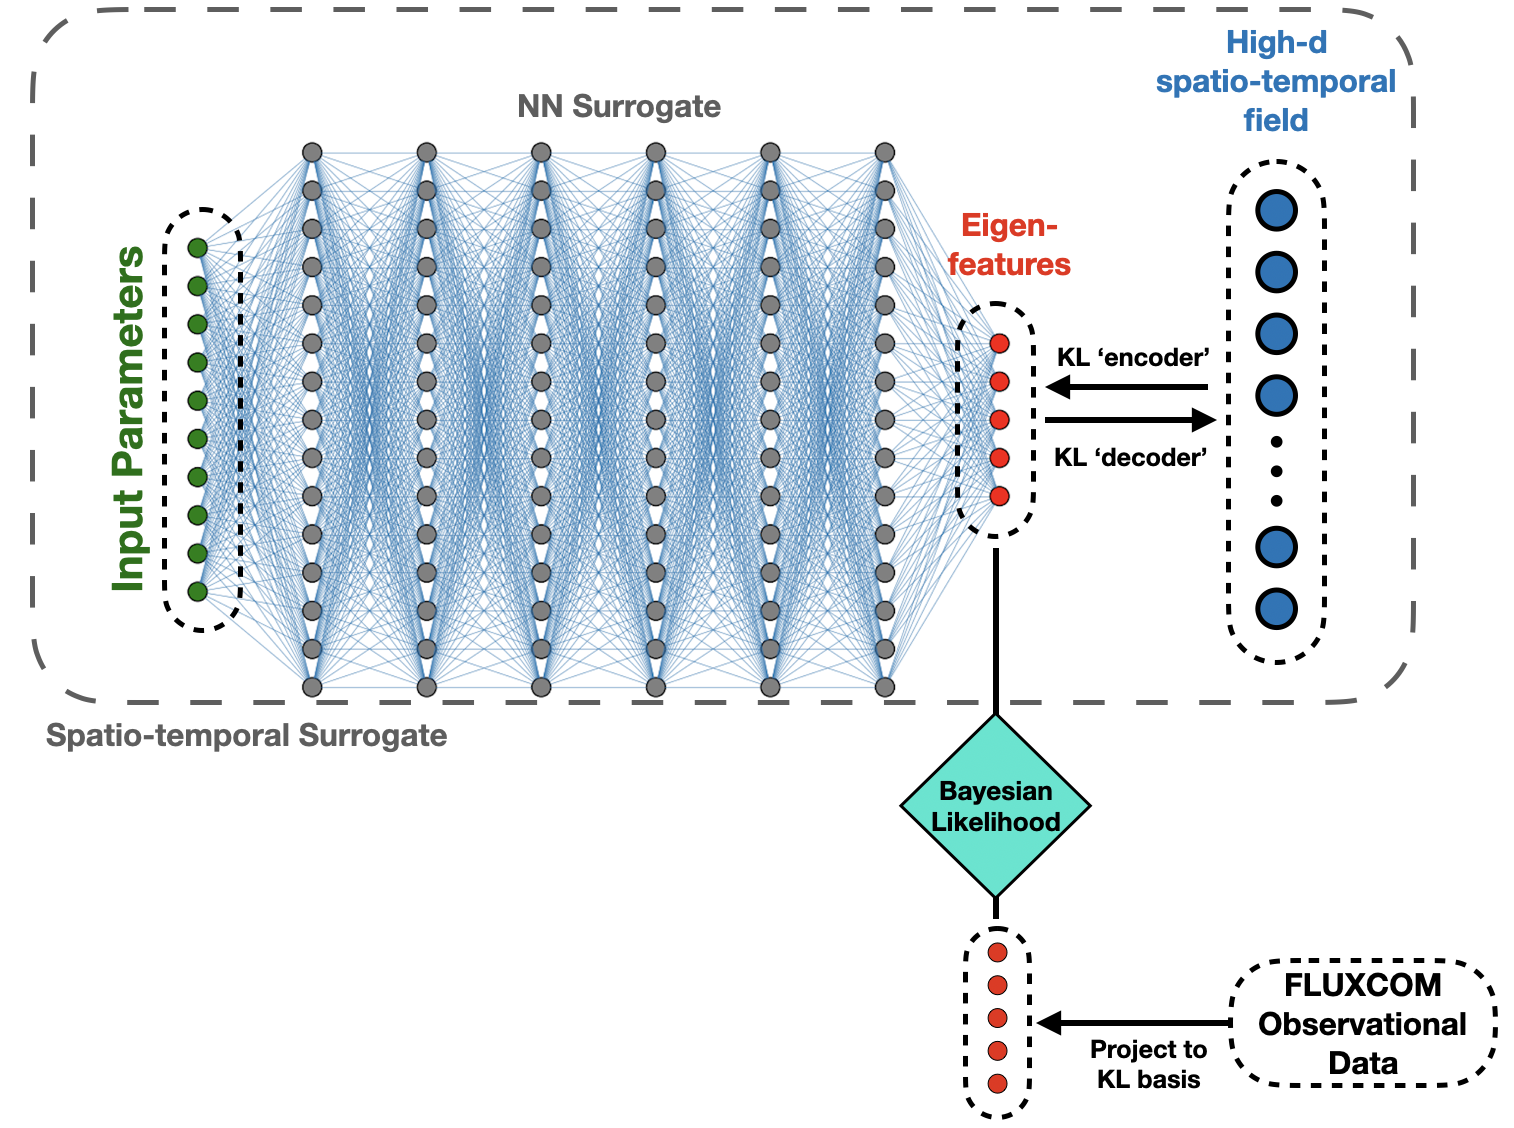 High-d
spatio-temporal
field
NN Surrogate
Eigen-
features
Input Parameters
KL ‘encoder’
KL ‘decoder’
Spatio-temporal Surrogate
Bayesian
Likelihood
FLUXCOM
Observational
Data
Project to
KL basis